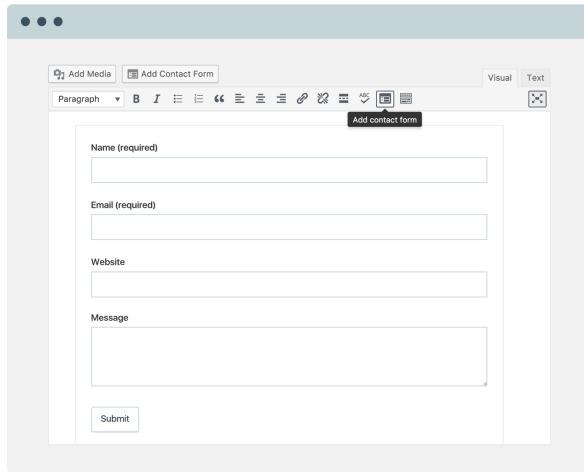 Add Media
Add Contact Form
Visual
Text
Paragraph
B
I
ABC
Add contact form
Name (required)
Email (required)
Website
Message
Submit